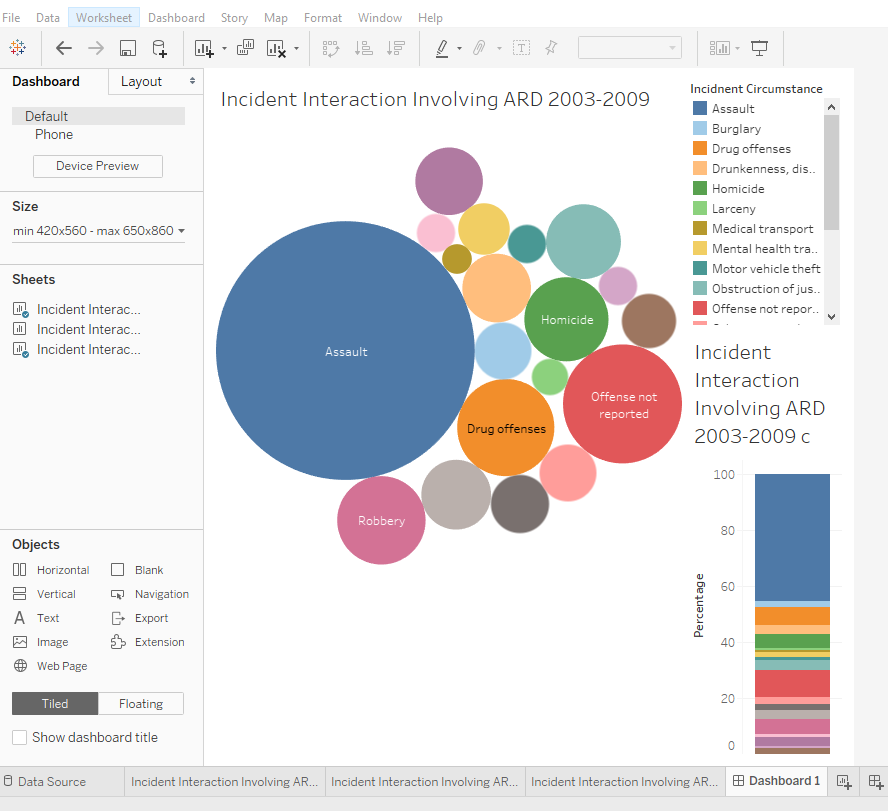 File Data Worksheet Dashboard Story Map Format Window Help
Dashboard Layout
Default
Phone
Device Preview
Size
min 420x560 - max 650x860
Sheets
Incident Interac...
Incident Interac...
Incident Interac...
Objects
Horizontal Blank
Vertical Navigation
Text Export
Image Extension
Web Page
Tiled Floating
Show dashboard title
Incident Interaction Involving ARD 2003-2009
Assault
Homicide
Offense not
reported
Drug offenses
Robbery
Incidnent Circumstance
Assault
Burglary
Drug offenses
Drunkenness, dis..
Homicide
Larceny
Medical transport
Mental health tra..
Motor vehicle theft
Obstruction of jus..
Offense not repor..
Incident
Interaction
Involving ARD
2003-2009 c
100
80
60
40
20
0
Percentage
Data Source Incident Interaction Involving AR... Incident Interaction Involving AR... Incident Interaction Involving AR... Dashboard 1